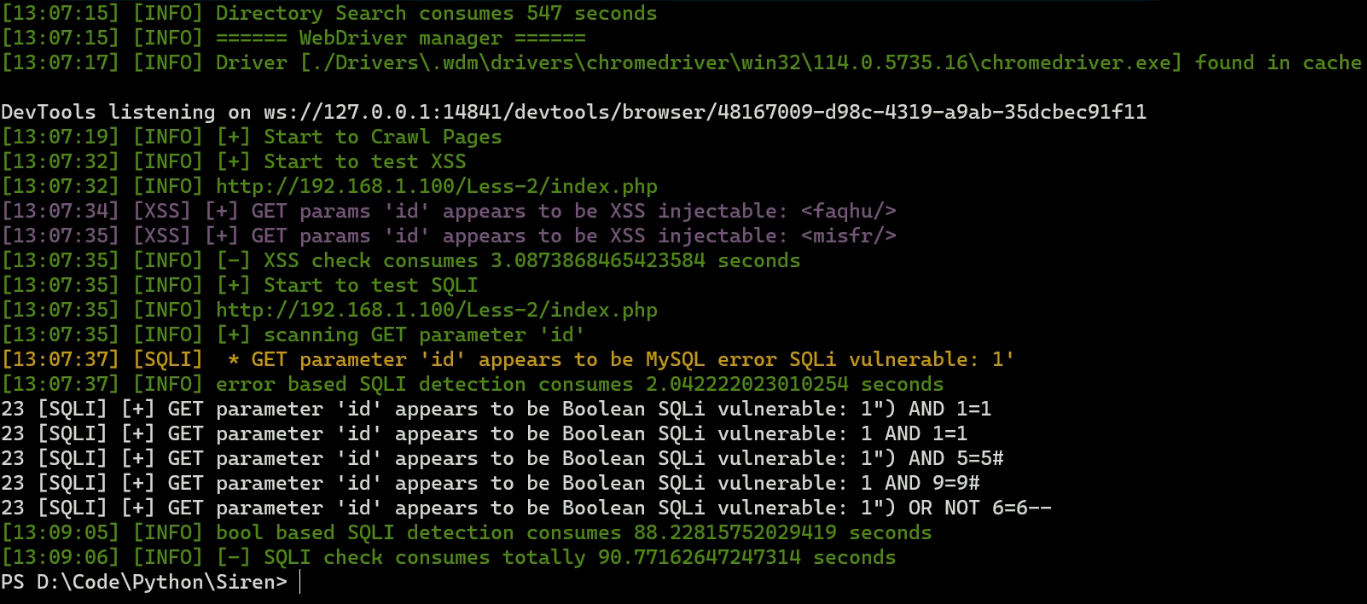 [13:07:15] [INFO] Directory Search consumes 547 seconds
[13:07:15] [INFO] ====== WebDriver manager ======
[13:07:17] [INFO] Driver [./Drivers\.wdm\drivers\chromedriver\win32\114.0.5735.16\chromedriver.exe] found in cache
DevTools listening on ws://127.0.0.1:14841/devtools/browser/48167009-d98c-4319-a9ab-35dcbec91f11
[13:07:19] [INFO] [+] Start to Crawl Pages
[13:07:32] [INFO] [+] Start to test XSS
[13:07:32] [INFO] http://192.168.1.100/Less-2/index.php
[13:07:34] [XSS] [+] GET params 'id' appears to be XSS injectable: <faqhu/>
[13:07:35] [XSS] [+] GET params 'id' appears to be XSS injectable: <misfr/>
[13:07:35] [INFO] [-] XSS check consumes 3.0873868465423584 seconds
[13:07:35] [INFO] [+] Start to test SQLI
[13:07:35] [INFO] http://192.168.1.100/Less-2/index.php
[13:07:35] [INFO] [+] scanning GET parameter 'id'
[13:07:37] [SQLI]  * GET parameter 'id' appears to be MySQL error SQLi vulnerable: 1'
[13:07:37] [INFO] error based SQLI detection consumes 2.042222023010254 seconds
23 [SQLI] [+] GET parameter 'id' appears to be Boolean SQLi vulnerable: 1") AND 1=1
23 [SQLI] [+] GET parameter 'id' appears to be Boolean SQLi vulnerable: 1 AND 1=1
23 [SQLI] [+] GET parameter 'id' appears to be Boolean SQLi vulnerable: 1") AND 5=5#
23 [SQLI] [+] GET parameter 'id' appears to be Boolean SQLi vulnerable: 1 AND 9=9#
23 [SQLI] [+] GET parameter 'id' appears to be Boolean SQLi vulnerable: 1") OR NOT 6=6--
[13:09:05] [INFO] bool based SQLI detection consumes 88.22815752029419 seconds
[13:09:06] [INFO] [-] SQLI check consumes totally 90.77162647247314 seconds
PS D:\Code\Python\Siren>